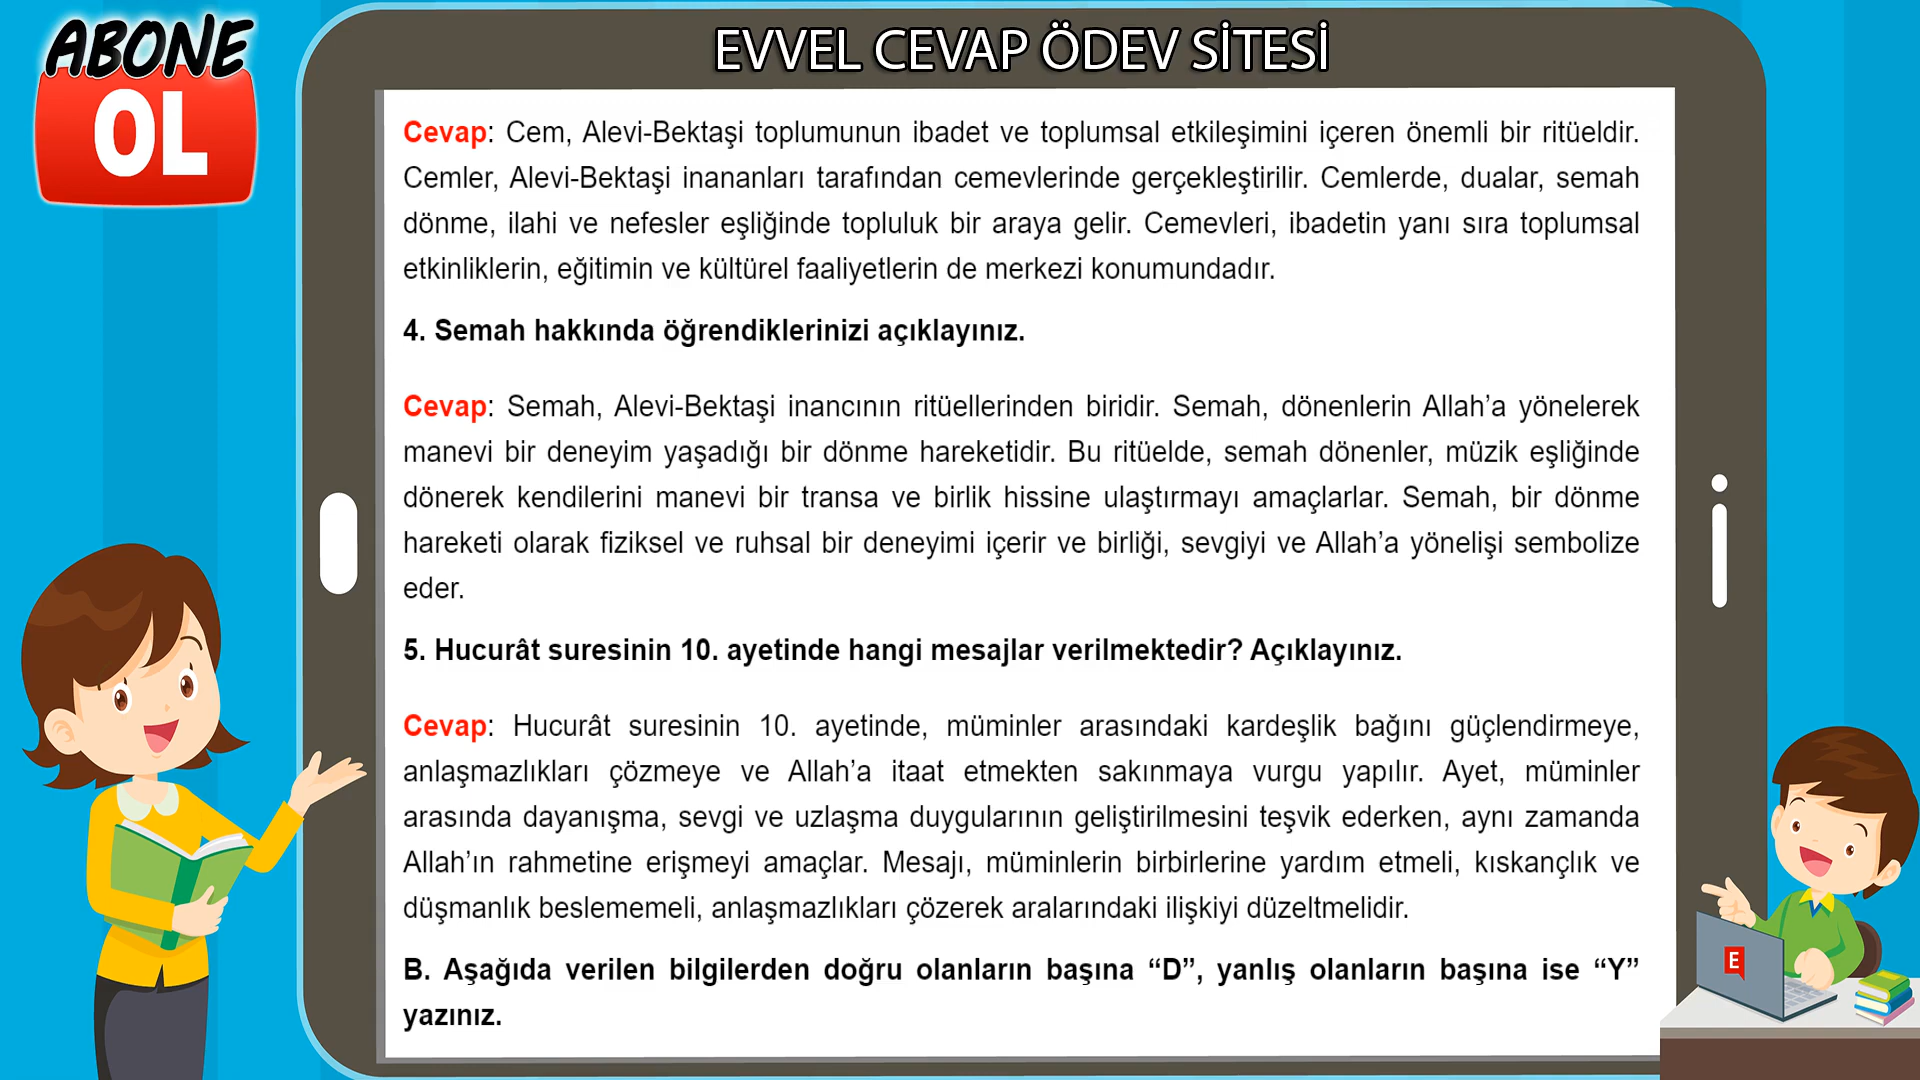 ABONE
OL
EVVEL CEVAP ÖDEV SİTESİ
Cevap: Cem, Alevi-Bektaşi toplumunun ibadet ve toplumsal etkileşimini içeren önemli bir ritüeldir.
Cemler, Alevi-Bektaşi inananları tarafından cemevlerinde gerçekleştirilir. Cemlerde, dualar, semah
dönme, ilahi ve nefesler eşliğinde topluluk bir araya gelir. Cemevleri, ibadetin yanı sıra toplumsal
etkinliklerin, eğitimin ve kültürel faaliyetlerin de merkezi konumundadır.
4. Semah hakkında öğrendiklerinizi açıklayınız.
Cevap: Semah, Alevi-Bektaşi inancının ritüellerinden biridir. Semah, dönenlerin Allah’a yönelerek
manevi bir deneyim yaşadığı bir dönme hareketidir. Bu ritüelde, semah dönenler, müzik eşliğinde
dönerek kendilerini manevi bir transa ve birlik hissine ulaştırmayı amaçlarlar. Semah, bir dönme
hareketi olarak fiziksel ve ruhsal bir deneyimi içerir ve birliği, sevgiyi ve Allah’a yönelişi sembolize
eder.
5. Hucurât suresinin 10. ayetinde hangi mesajlar verilmektedir? Açıklayınız.
Cevap: Hucurât suresinin 10. ayetinde, müminler arasındaki kardeşlik bağını güçlendirmeye,
anlaşmazlıkları çözmeye ve Allah’a itaat etmekten sakınmaya vurgu yapılır. Ayet, müminler
arasında dayanışma, sevgi ve uzlaşma duygularının geliştirilmesini teşvik ederken, aynı zamanda
Allah’ın rahmetine erişmeyi amaçlar. Mesajı, müminlerin birbirlerine yardım etmeli, kıskançlık ve
düşmanlık beslememeli, anlaşmazlıkları çözerek aralarındaki ilişkiyi düzeltmelidir.
B. Aşağıda verilen bilgilerden doğru olanların başına “D”, yanlış olanların başına ise “Y”
yazınız.
E